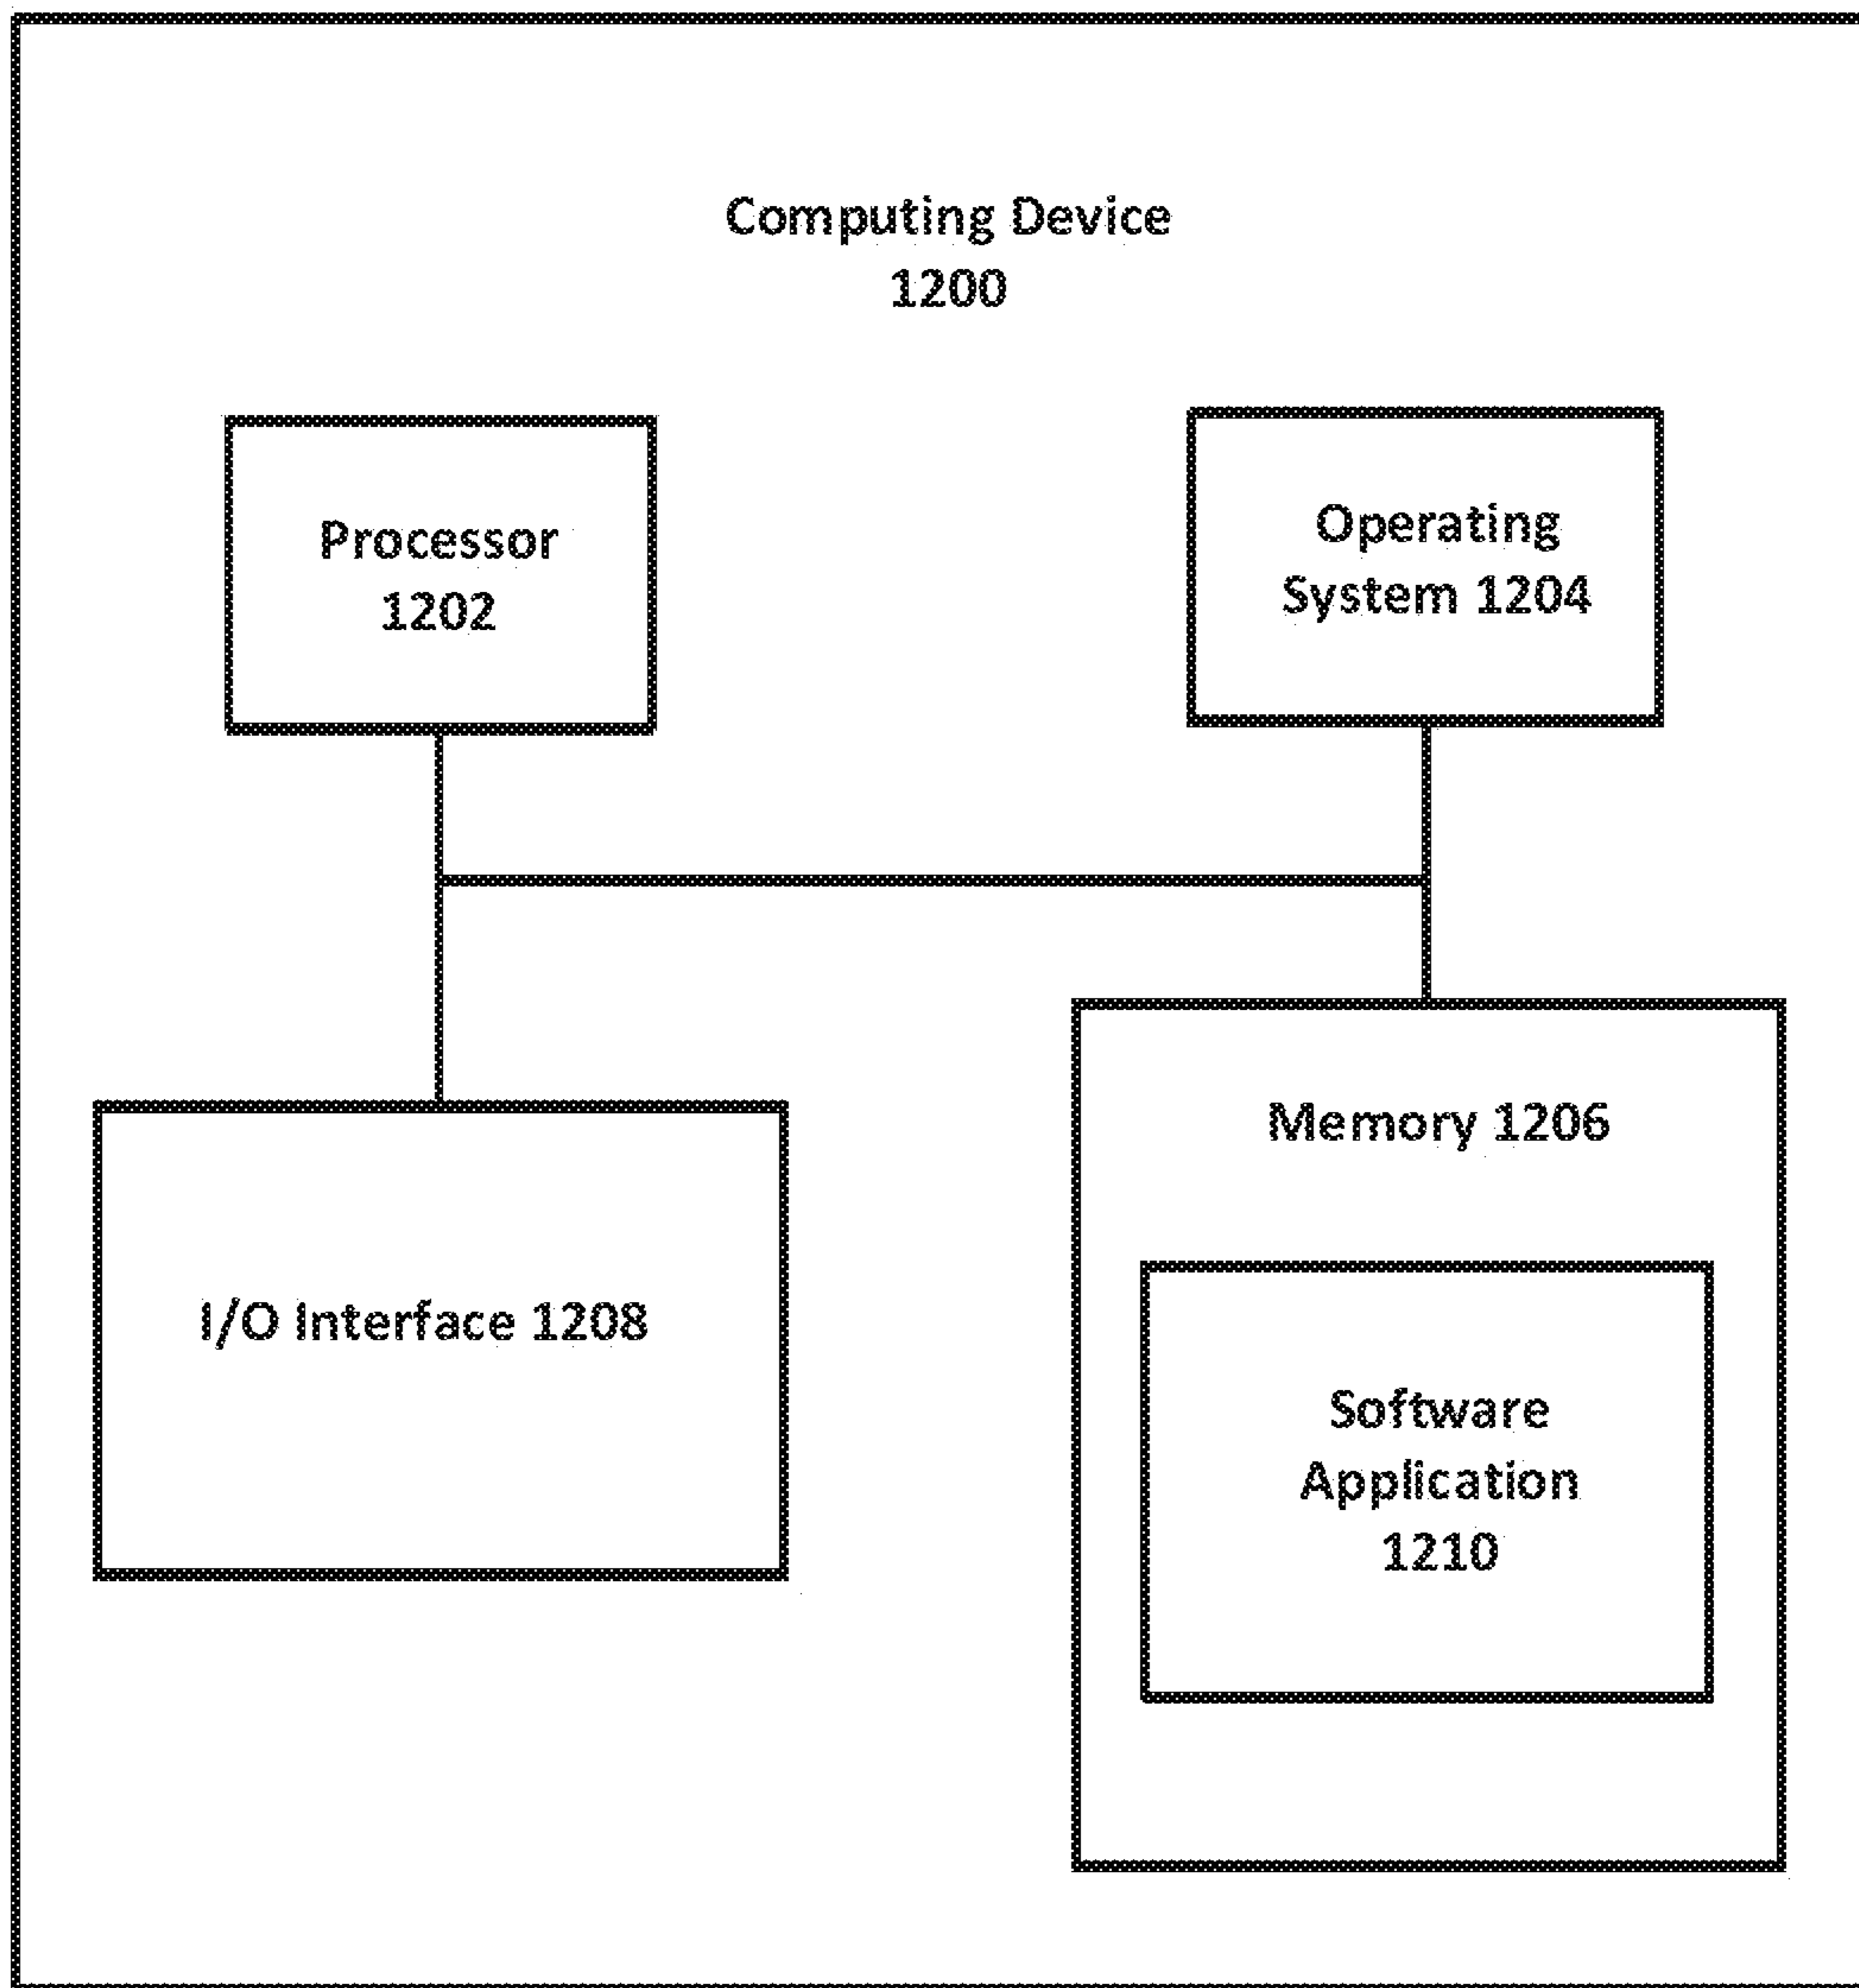 Computing Device
1200
Processor
1202
Operating
System 1204
I/O Interface 1208
Memory 1206
Software
Application
1210